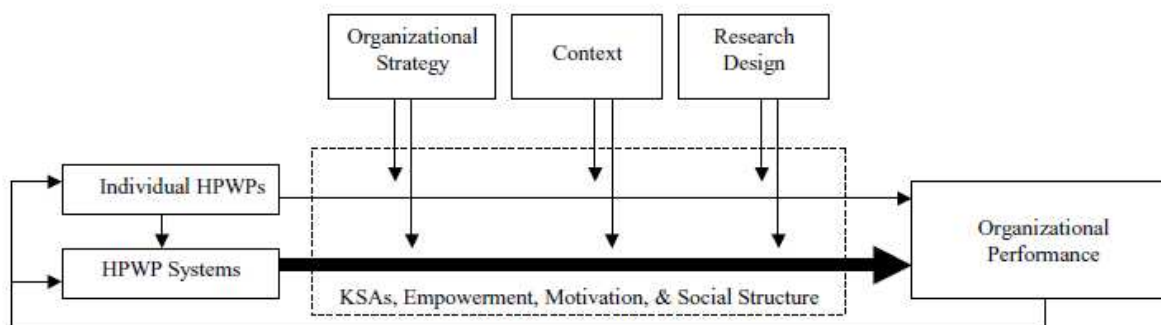 Organizational
Strategy
Context
Research
Design
Individual HPWPs
HPWP Systems
Organizational
Performance
KSAs, Empowerment, Motivation, & Social Structure